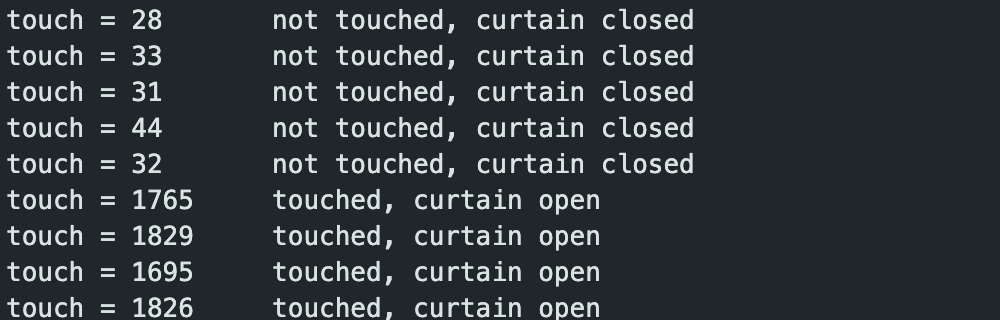 touch = 28       not touched, curtain closed
touch = 33       not touched, curtain closed
touch = 31       not touched, curtain closed
touch = 44       not touched, curtain closed
touch = 32       not touched, curtain closed
touch = 1765     touched, curtain open
touch = 1829     touched, curtain open
touch = 1695     touched, curtain open
touch = 1826     touched, curtain open